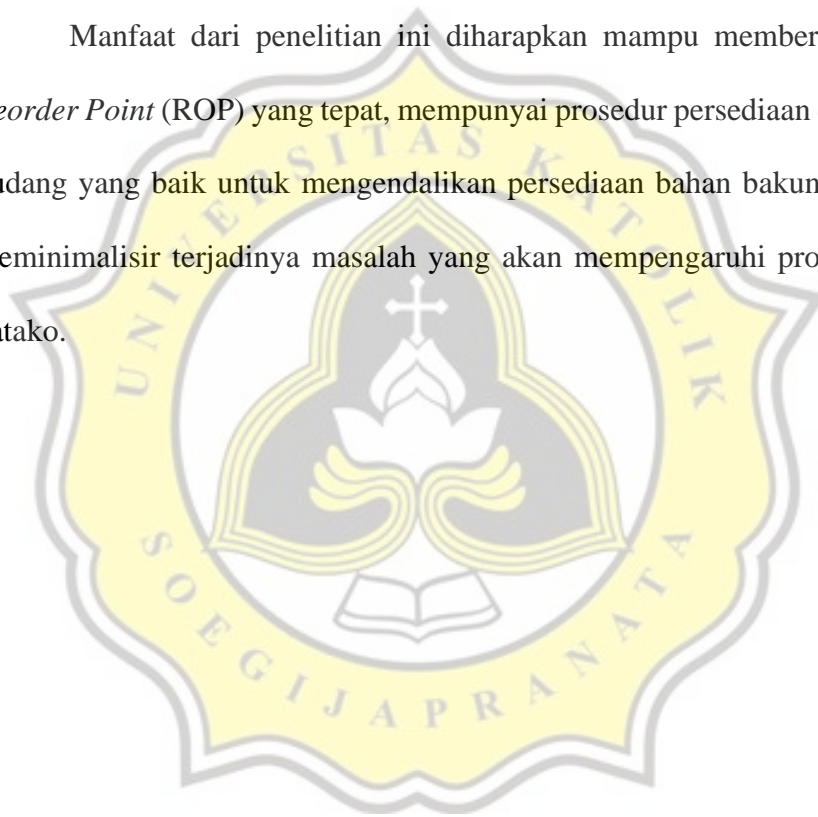 Manfaat dari penelitian ini diharapkan mampu member
eorder Point (ROP) yang tepat, mempunyai prosedur persediaan
udang yang baik untuk mengendalikan persediaan bahan bakun
eminimalisir terjadinya masalah yang akan mempengaruhi pro
atako.
UNIVERSITAS KATOLIK
SOEGIJAPRANATA